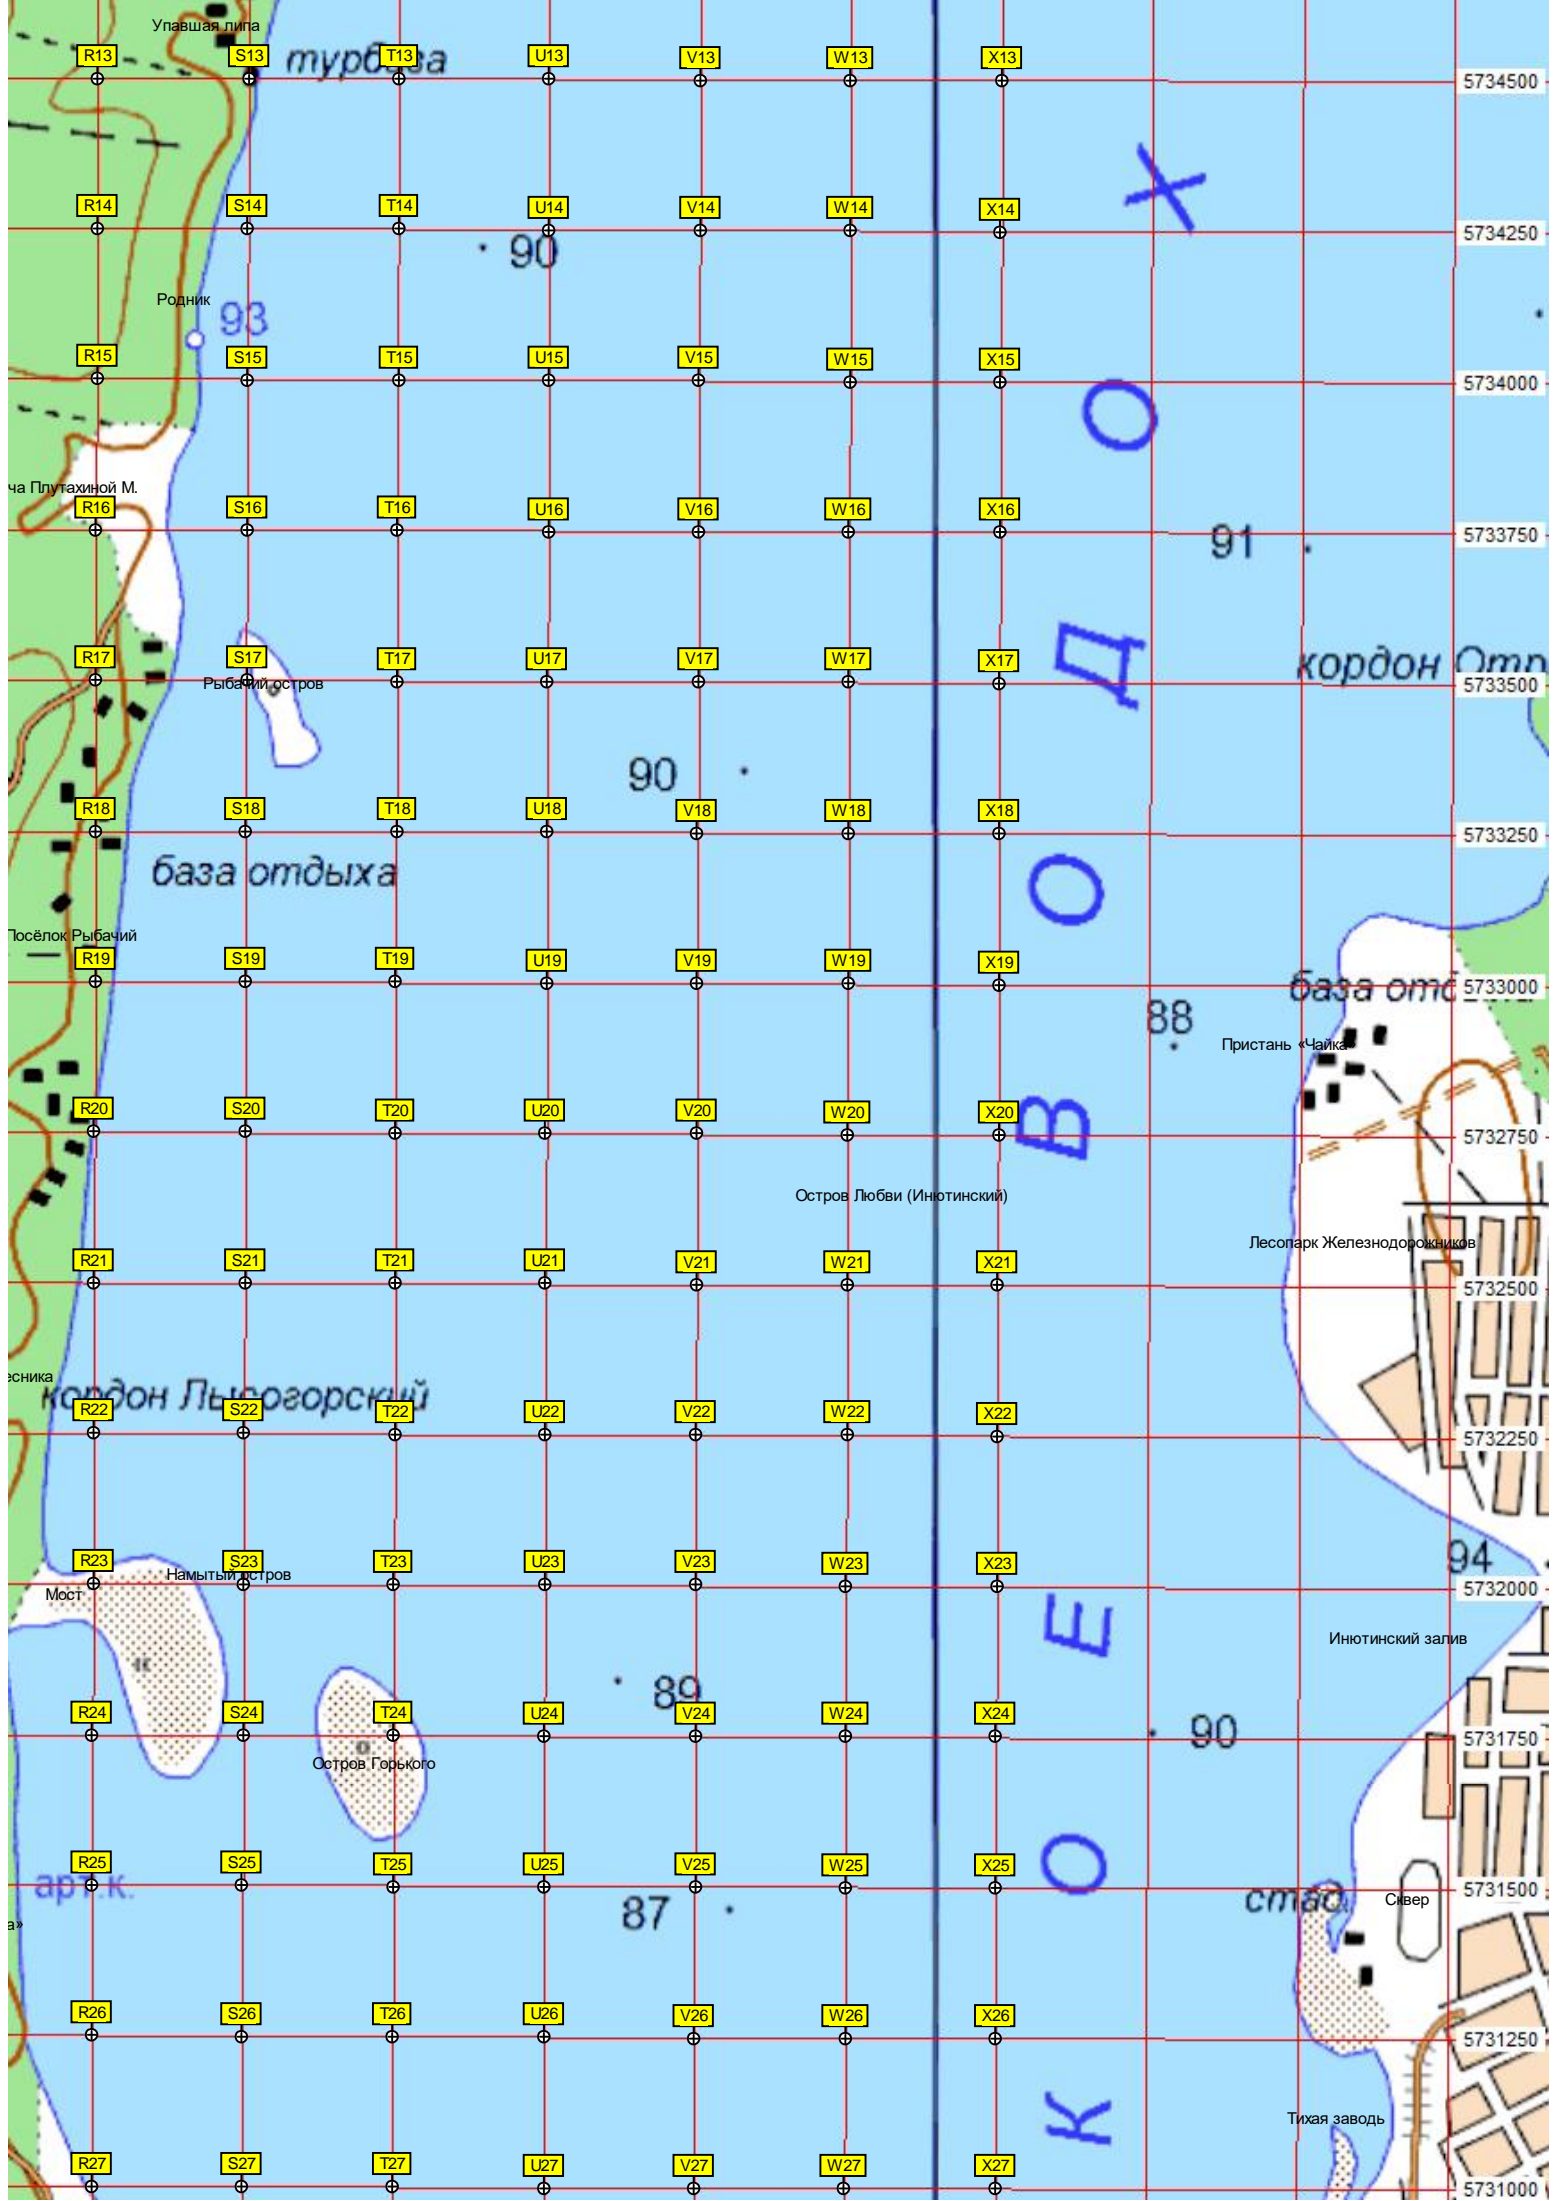 Упавшая липа
турбаза
R13 S13 T13 U13 V13 W13 X13
5734500
Х
R14 S14 T14 U14 V14 W14 X14
5734250
90
Родник
93
R15 S15 T15 U15 V15 W15 X15
5734000
О
ча Плутахиной М.
R16 S16 T16 U16 V16 W16 X16
5733750
91
Д
R17 S17 T17 U17 V17 W17 X17
кордон Отр
5733500
Рыбачий остров
90
R18 S18 T18 U18 V18 W18 X18
5733250
база отдыха
О
Посёлок Рыбачий
R19 S19 T19 U19 V19 W19 X19
5733000
база отд
88
Пристань «Чайка»
R20 S20 T20 U20 V20 W20 X20
В
5732750
Остров Любви (Инютинский)
Лесопарк Железнодорожников
R21 S21 T21 U21 V21 W21 X21
5732500
есника
кордон Лысогорский
R22 S22 T22 U22 V22 W22 X22
5732250
94
R23 S23 T23 U23 V23 W23 X23
Намытый остров
5732000
Мост
Е
Инютинский залив
89
R24 S24 T24 U24 V24 W24 X24
90
5731750
Остров Горького
О
R25 S25 T25 U25 V25 W25 X25
арт.к.
5731500
стад.
Сквер
87
а»
R26 S26 T26 U26 V26 W26 X26
5731250
К
Тихая заводь
R27 S27 T27 U27 V27 W27 X27
5731000